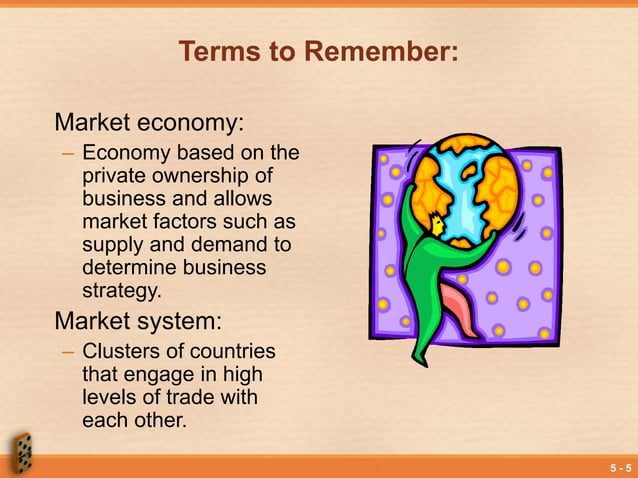 Terms to Remember:
Market economy:
– Economy based on the
private ownership of
business and allows
market factors such as
supply and demand to
determine business
strategy.
Market system:
– Clusters of countries
that engage in high
levels of trade with
each other.
5 - 5